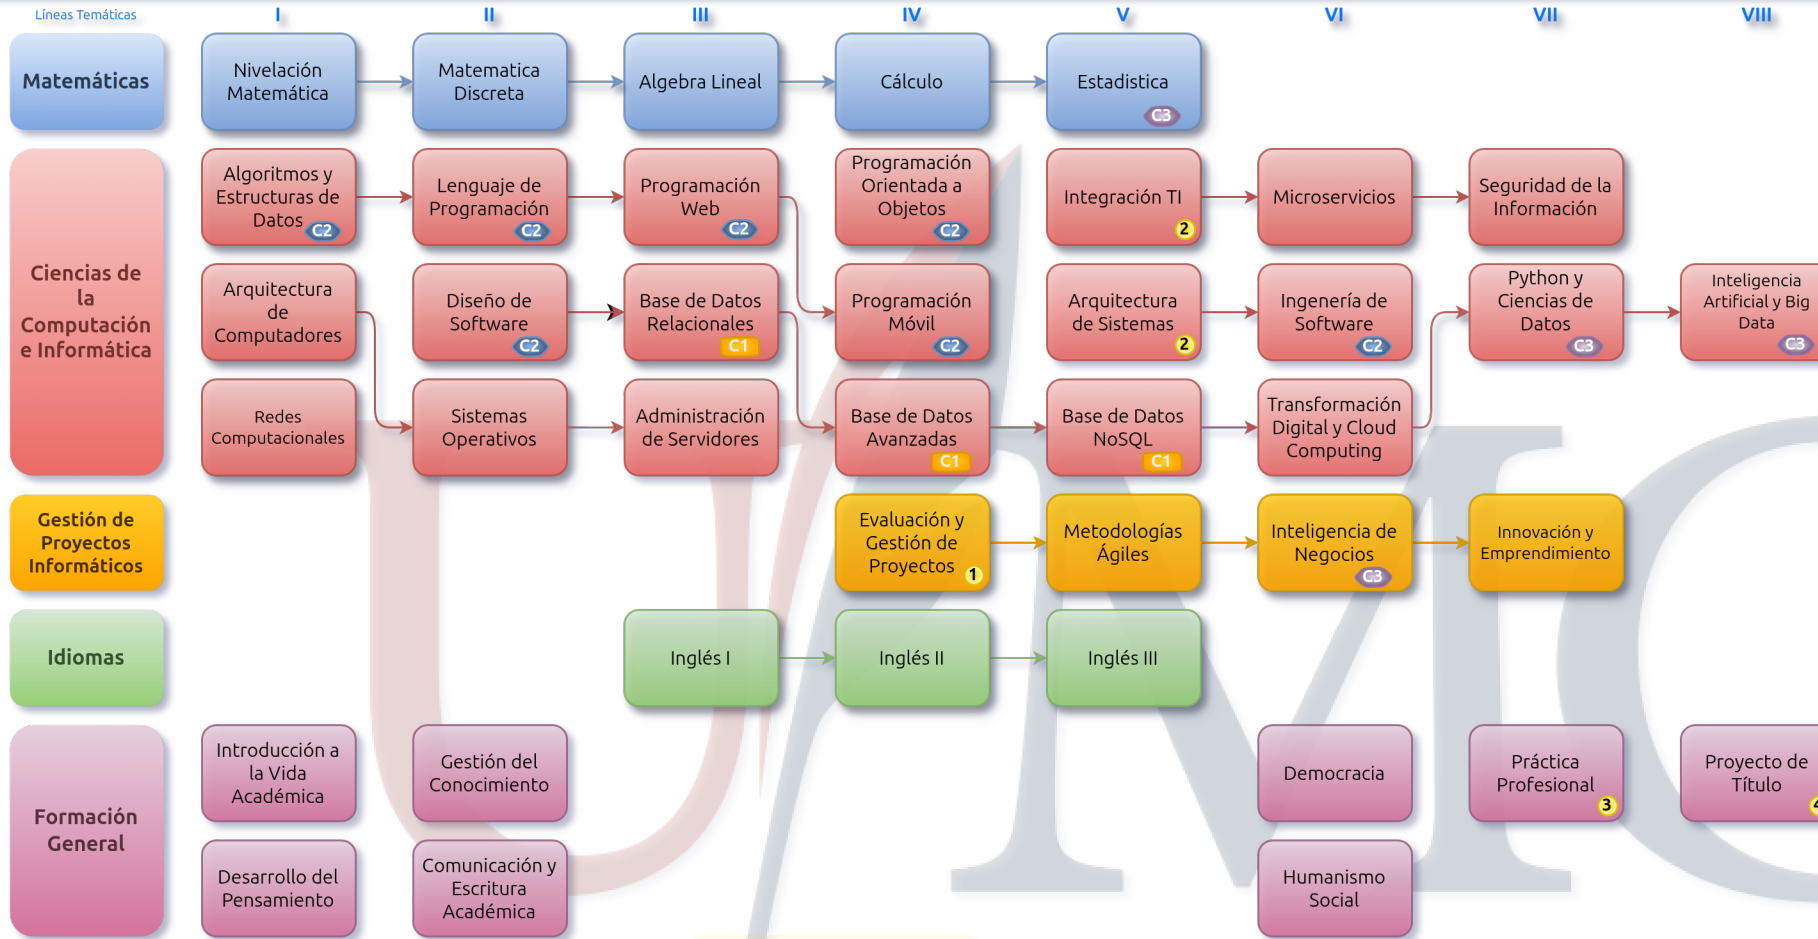 Líneas Temáticas
I
II
III
IV
V
VI
VII
VIII
Matemáticas
Nivelación
Matemática
Matematica
Discreta
Algebra Lineal
Cálculo
Estadistica
C3
Ciencias de
la
Computación
e Informática
Algoritmos y
Estructuras de
Datos
C2
Lenguaje de
Programación
C2
Programación
Web
C2
Programación
Orientada a
Objetos
C2
Integración TI
2
Microservicios
Seguridad de la
Información
Arquitectura
de
Computadores
Diseño de
Software
C2
Base de Datos
Relacionales
C1
Programación
Móvil
C2
Arquitectura
de Sistemas
2
Ingenería de
Software
C2
Python y
Ciencias de
Datos
C3
Inteligencia
Artificial y Big
Data
C3
Redes
Computacionales
Sistemas
Operativos
Administración
de Servidores
Base de Datos
Avanzadas
C1
Base de Datos
NoSQL
C1
Transformación
Digital y Cloud
Computing
Gestión de
Proyectos
Informáticos
Evaluación y
Gestión de
Proyectos
1
Metodologías
Ágiles
Inteligencia de
Negocios
C3
Innovación y
Emprendimiento
Idiomas
Inglés I
Inglés II
Inglés III
Formación
General
Introducción a
la Vida
Académica
Gestión del
Conocimiento
Democracia
Práctica
Profesional
3
Proyecto de
Título
4
Desarrollo del
Pensamiento
Comunicación y
Escritura
Académica
Humanismo
Social